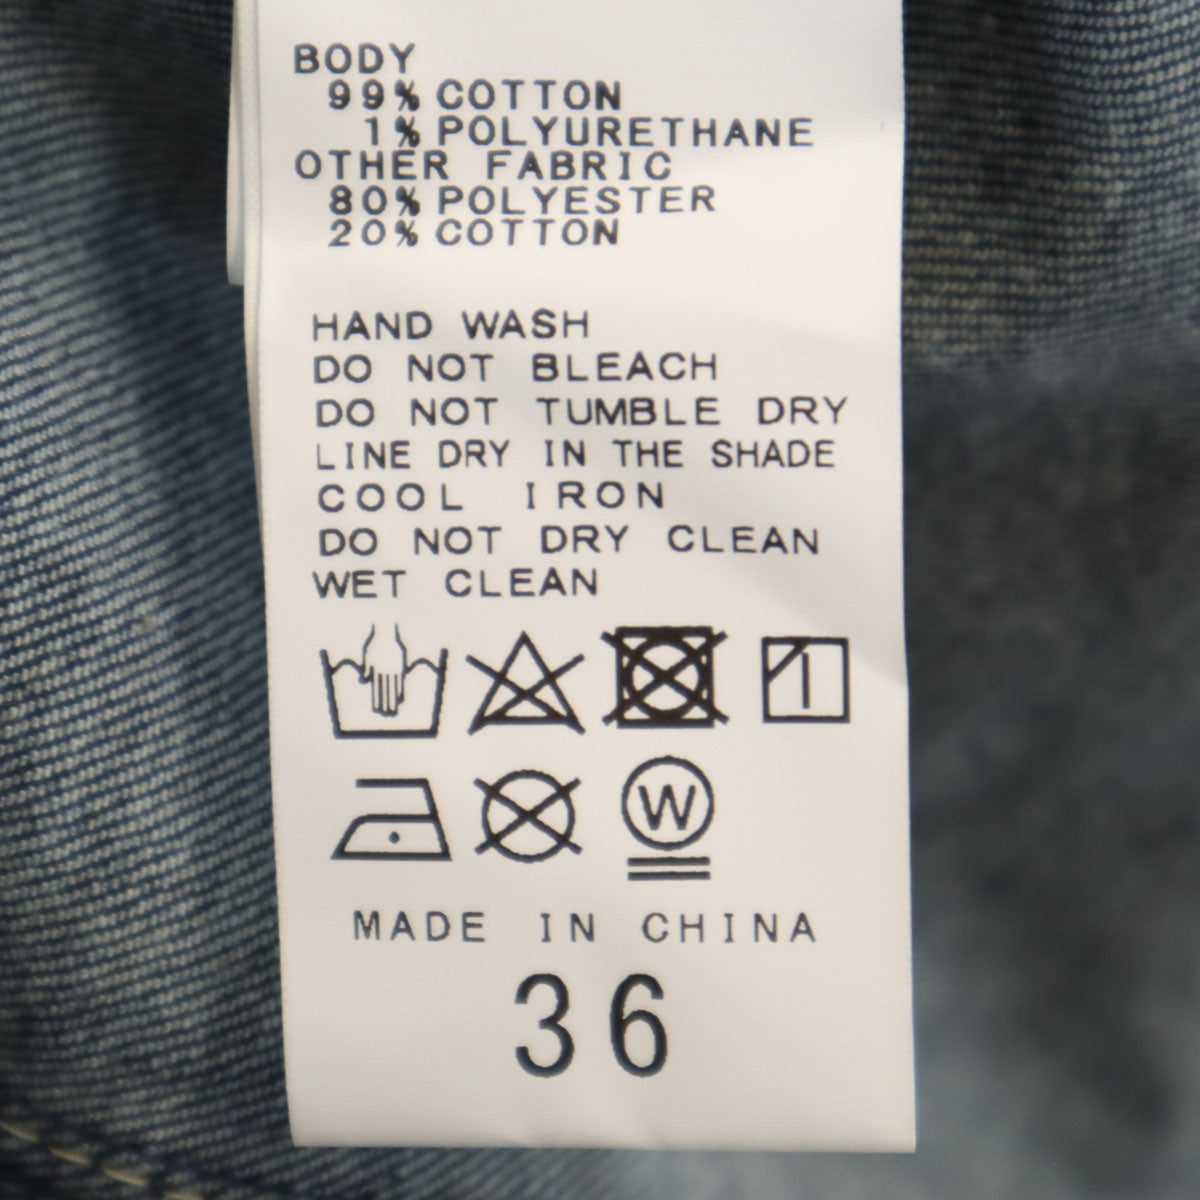 BODY
99% COTTON
1% POLYURETHANE
OTHER FABRIC
80% POLYESTER
20% COTTON
HAND WASH
DO NOT BLEACH
DO NOT TUMBLE DRY
LINE DRY IN THE SHADE
COOL IRON
DO NOT DRY CLEAN
WET CLEAN
W
MADE IN CHINA
36